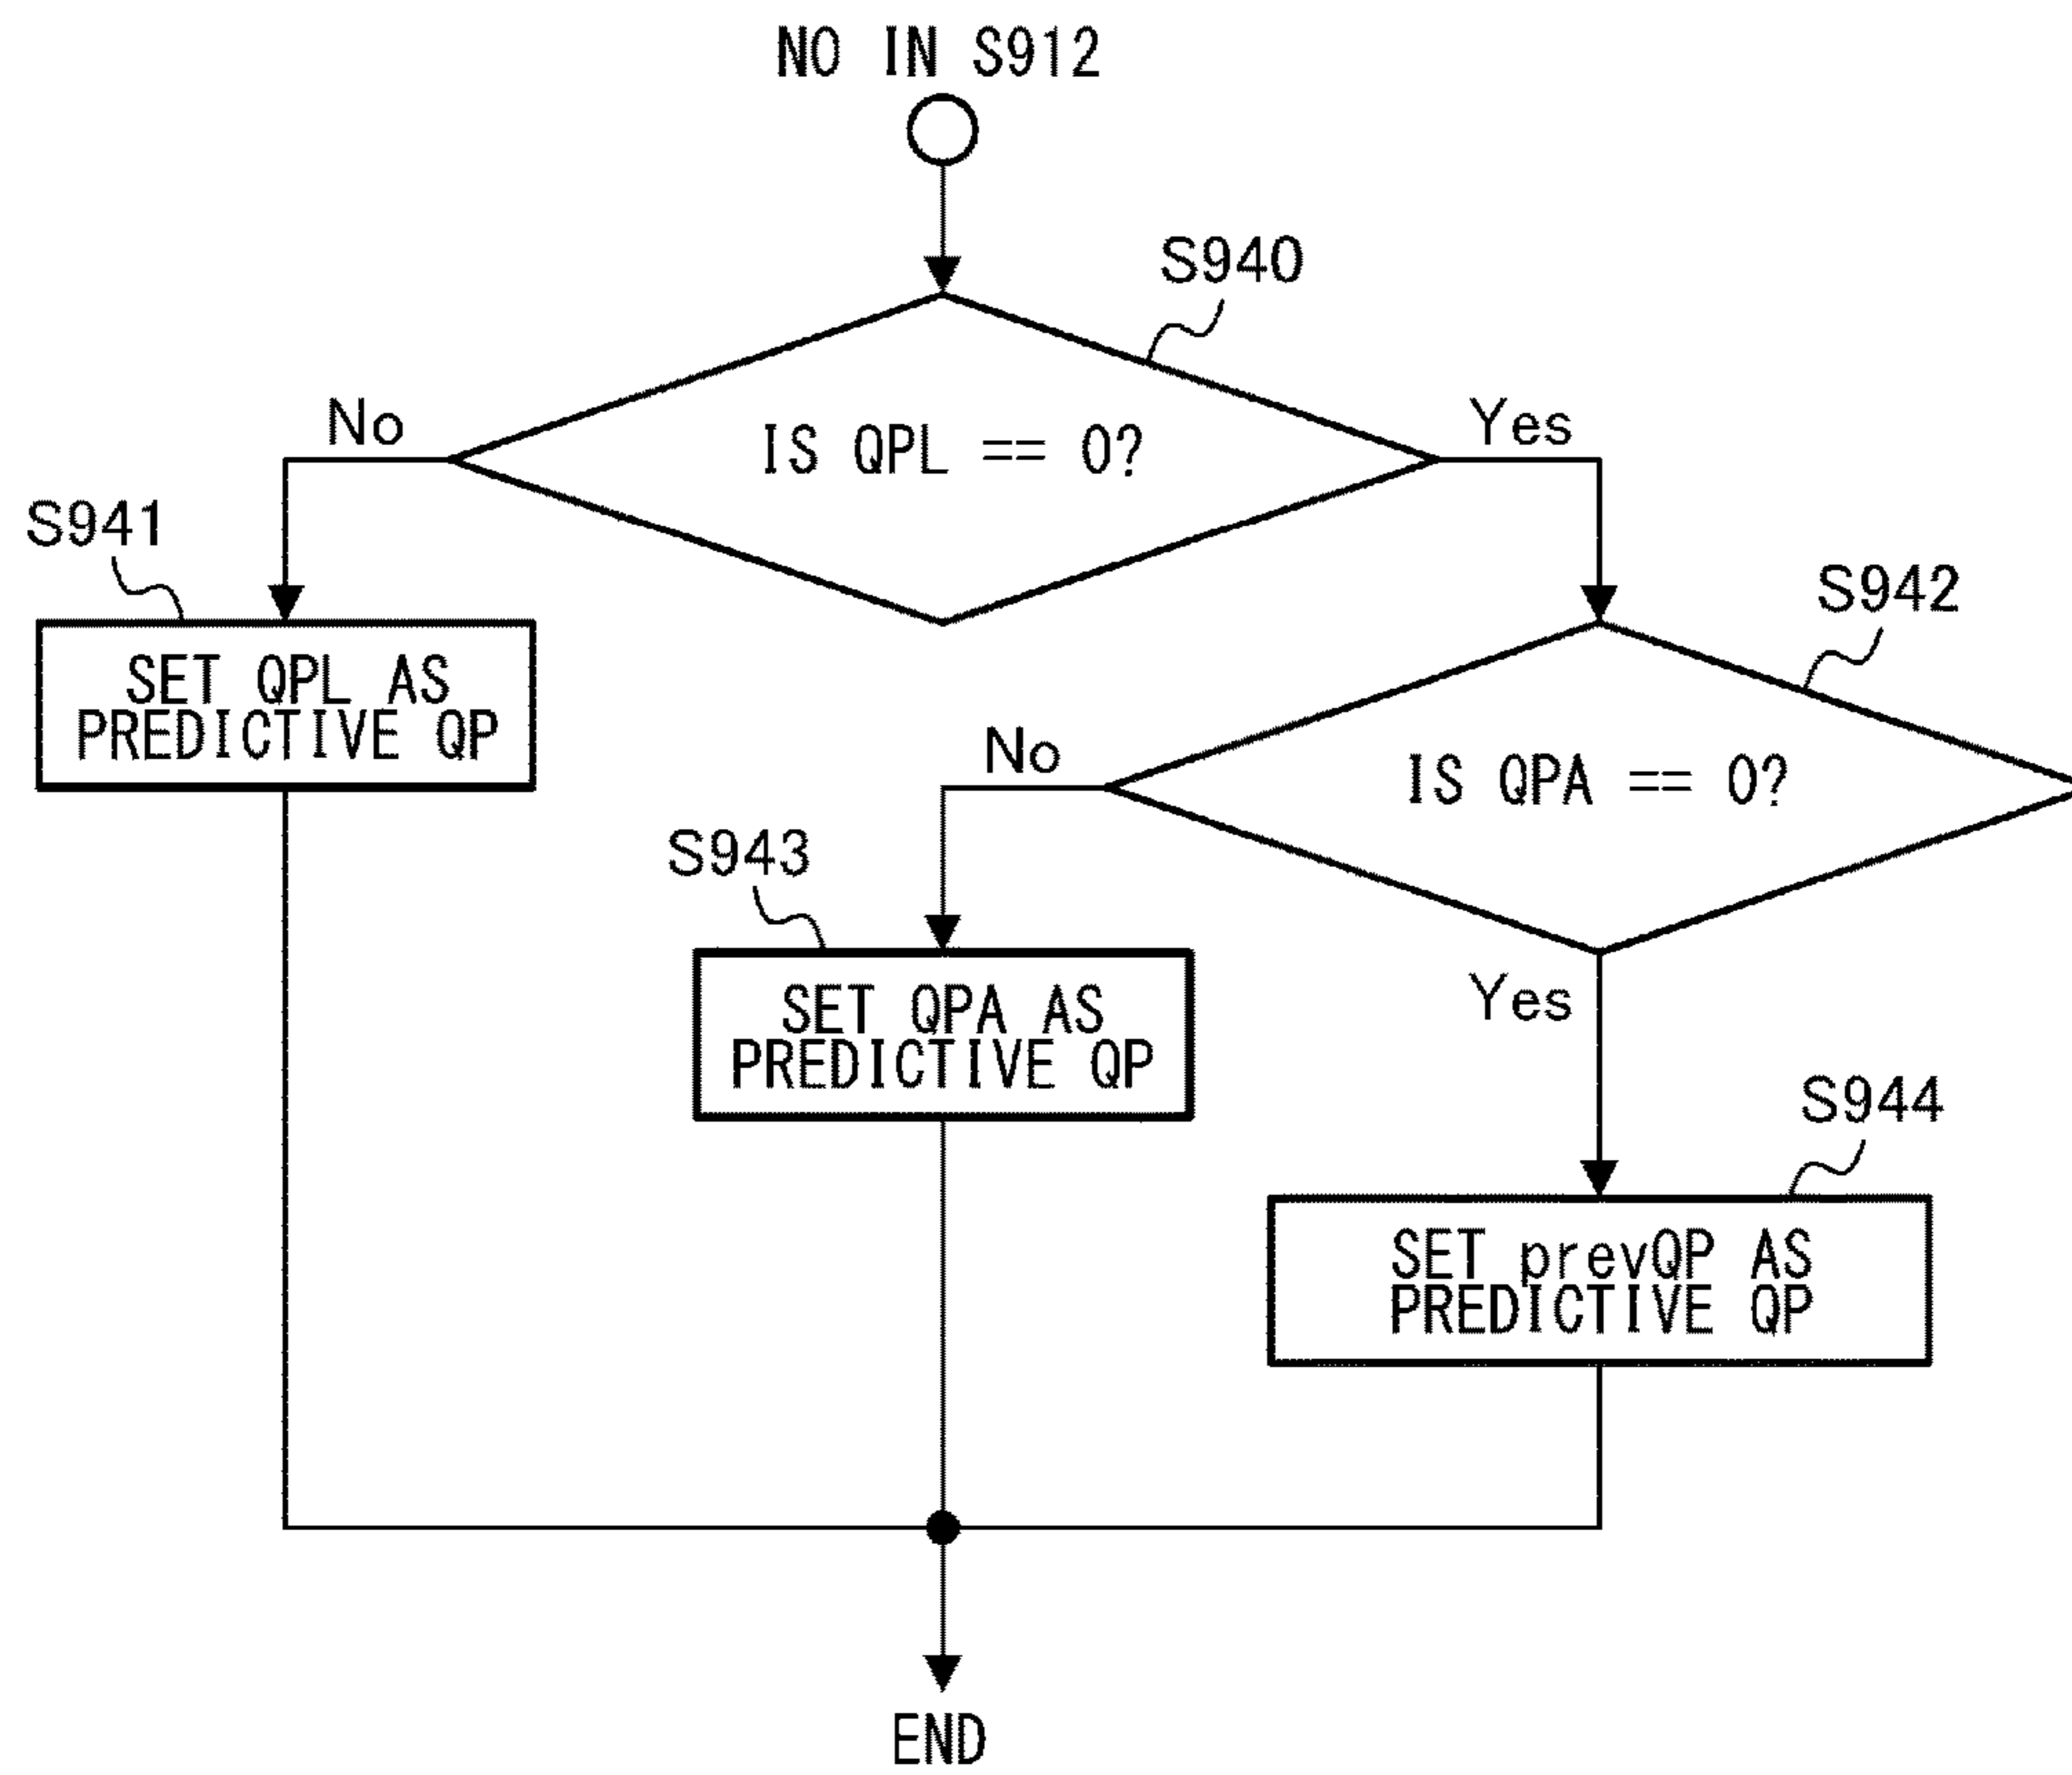 NO IN S912
S940
No
IS QPL == 0?
Yes
S941
SET QPL AS
PREDICTIVE QP
S942
No
IS QPA == 0?
S943
SET QPA AS
PREDICTIVE QP
Yes
S944
SET prevQP AS
PREDICTIVE QP
END